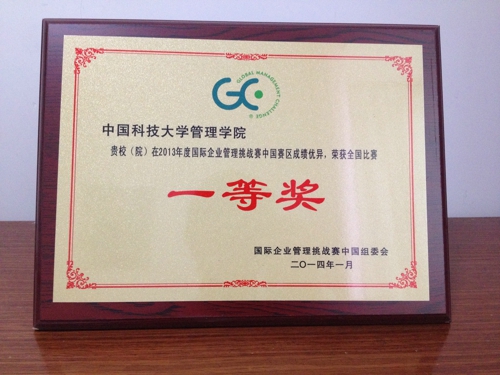 GLOBAL MANAGEMENT CHALLENGE
GC
中国科技大学管理学院
贵校（院）在2013年度国际企业管理挑战赛中国赛区成绩优异，荣获全国比赛
一等奖
国际企业管理挑战赛中国组委会
二〇一四年一月